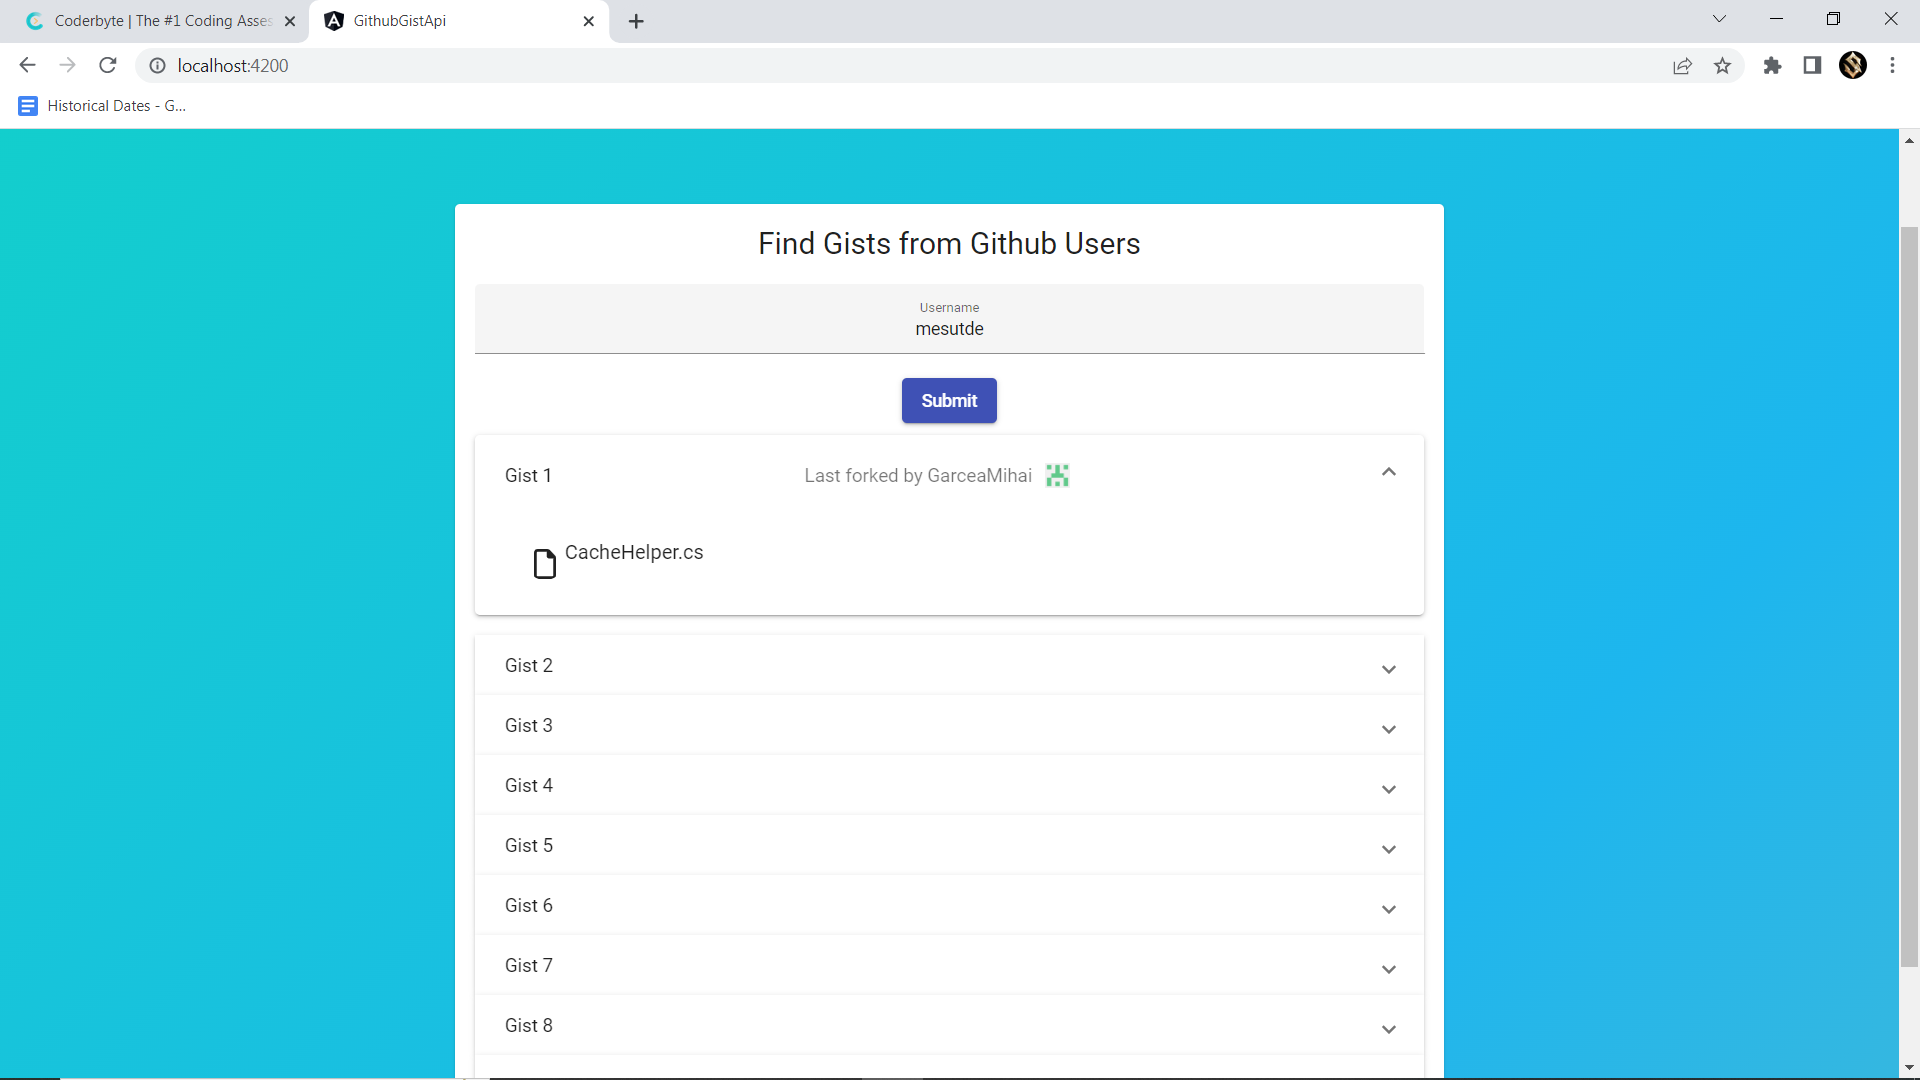 Coderbyte | The #1 Coding Asses
GithubGistApi
localhost:4200
Historical Dates - G...
Find Gists from Github Users
Username
mesutde
Submit
Gist 1
Last forked by GarceaMihai
CacheHelper.cs
Gist 2
Gist 3
Gist 4
Gist 5
Gist 6
Gist 7
Gist 8